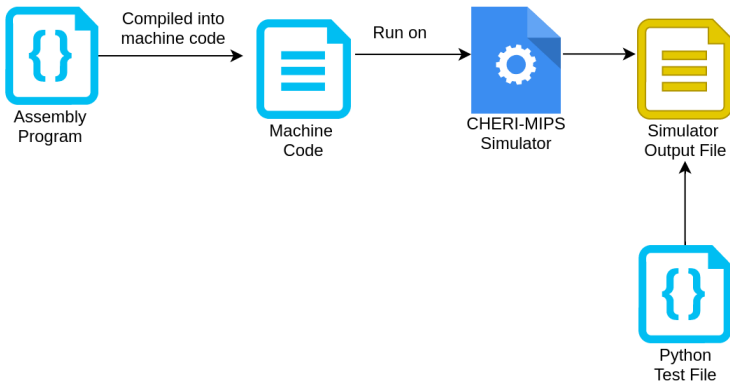 Compiled into
machine code
Run on
Assembly
Program
Machine
Code
CHERI-MIPS
Simulator
Simulator
Output File
Python
Test File